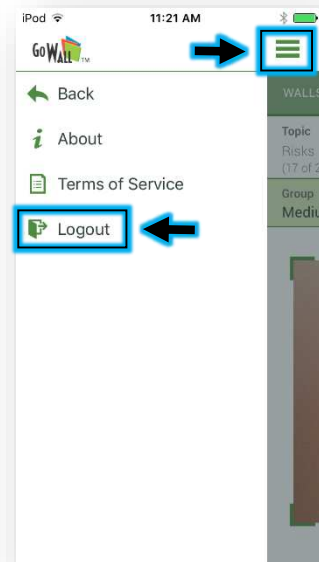 iPod 11:21 AM
GoWALL TM
Back
WALLS
i About
Topic
Risks
(17 of 2
Terms of Service
Group
Mediu
Logout